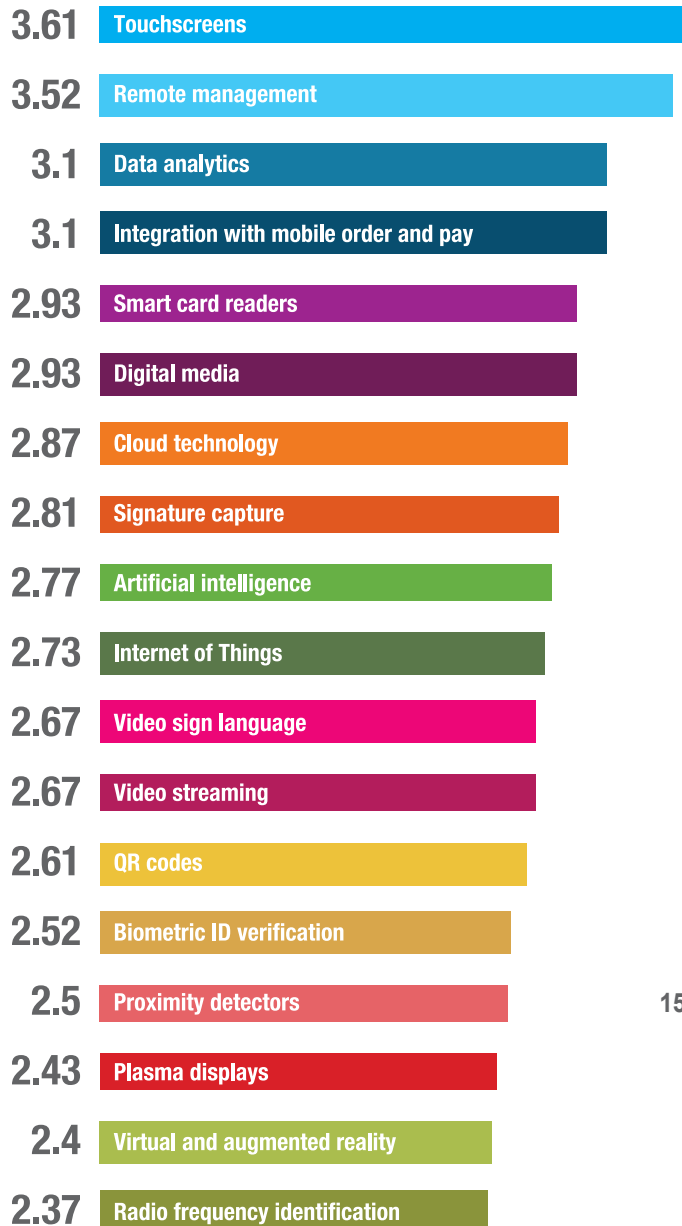 3.61 Touchscreens
3.52 Remote management
3.1 Data analytics
3.1 Integration with mobile order and pay
2.93 Smart card readers
2.93 Digital media
2.87 Cloud technology
2.81 Signature capture
2.77 Artificial intelligence
2.73 Internet of Things
2.67 Video sign language
2.67 Video streaming
2.61 QR codes
2.52 Biometric ID verification
2.5 Proximity detectors 15
2.43 Plasma displays
2.4 Virtual and augmented reality
2.37 Radio frequency identification